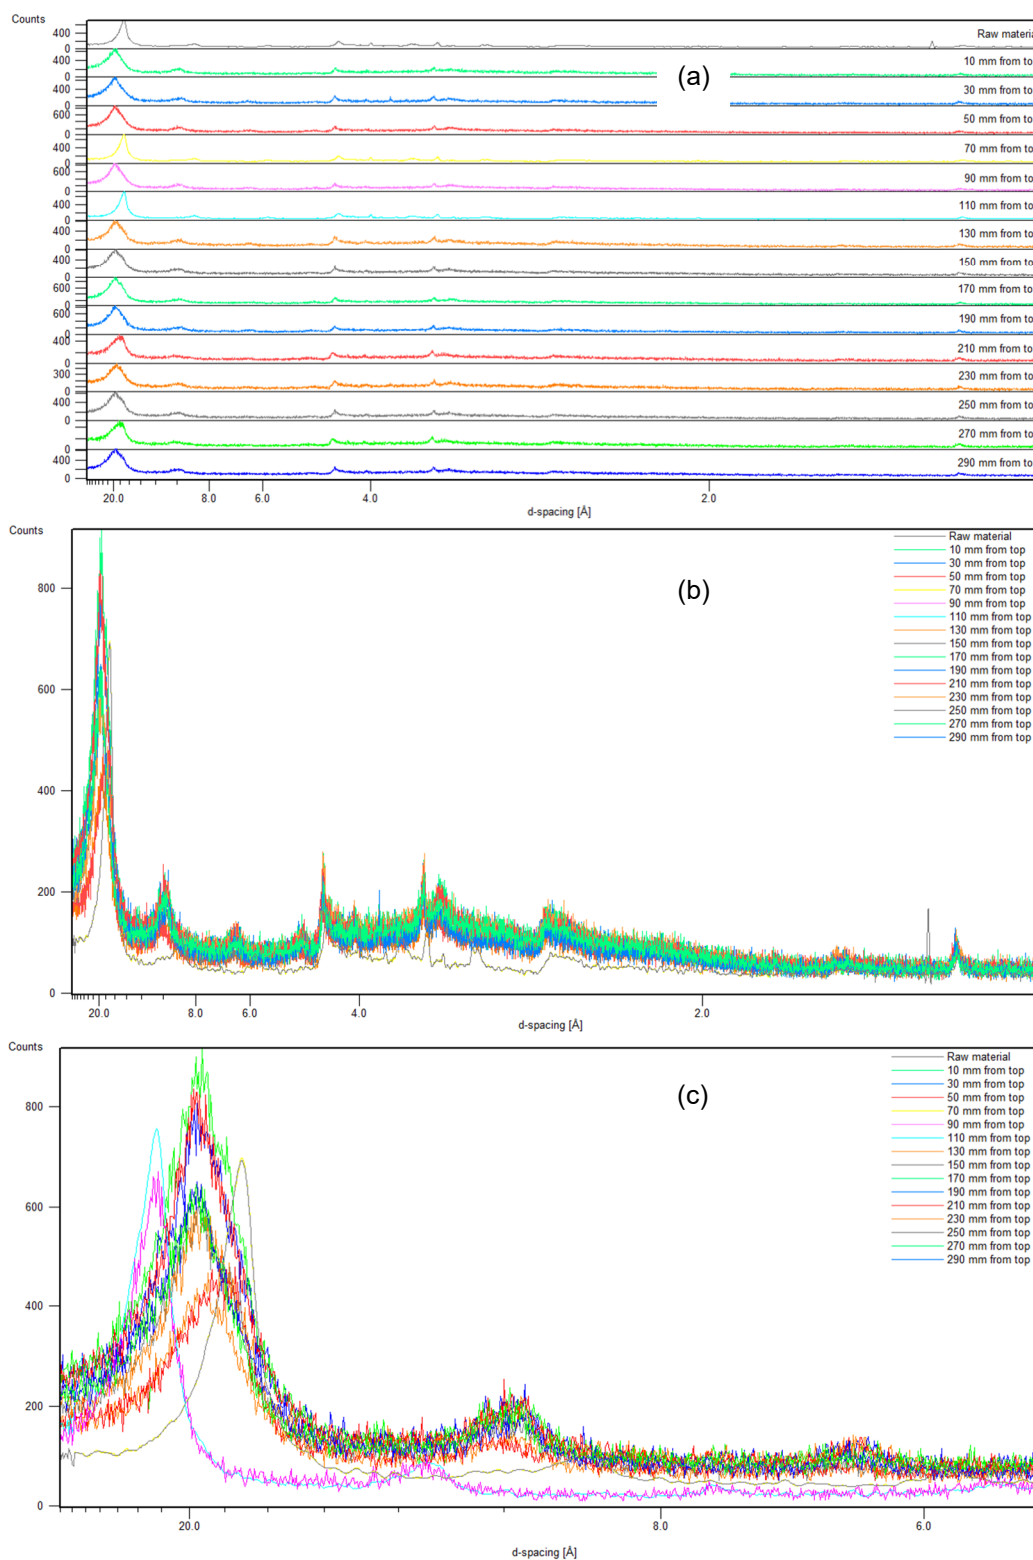 Counts
(a)
400
0
Raw materia
400
0
10 mm from to
400
0
30 mm from to
600
0
50 mm from to
400
0
70 mm from to
600
0
90 mm from to
400
0
110 mm from to
400
0
130 mm from to
400
0
150 mm from to
600
0
170 mm from to
600
0
190 mm from to
400
0
210 mm from to
300
0
230 mm from to
400
0
250 mm from to
0
270 mm from to
400
0
290 mm from to
20.0 8.0 6.0 4.0 2.0
d-spacing [Å]
Counts
(b)
800
600
400
200
0
Raw material
10 mm from top
30 mm from top
50 mm from top
70 mm from top
90 mm from top
110 mm from top
130 mm from top
150 mm from top
170 mm from top
190 mm from top
210 mm from top
230 mm from top
250 mm from top
270 mm from top
290 mm from top
20.0 8.0 6.0 4.0 2.0
d-spacing [Å]
Counts
(c)
800
600
400
200
0
Raw material
10 mm from top
30 mm from top
50 mm from top
70 mm from top
90 mm from top
110 mm from top
130 mm from top
150 mm from top
170 mm from top
190 mm from top
210 mm from top
230 mm from top
250 mm from top
270 mm from top
290 mm from top
20.0 8.0 6.0
d-spacing [Å]